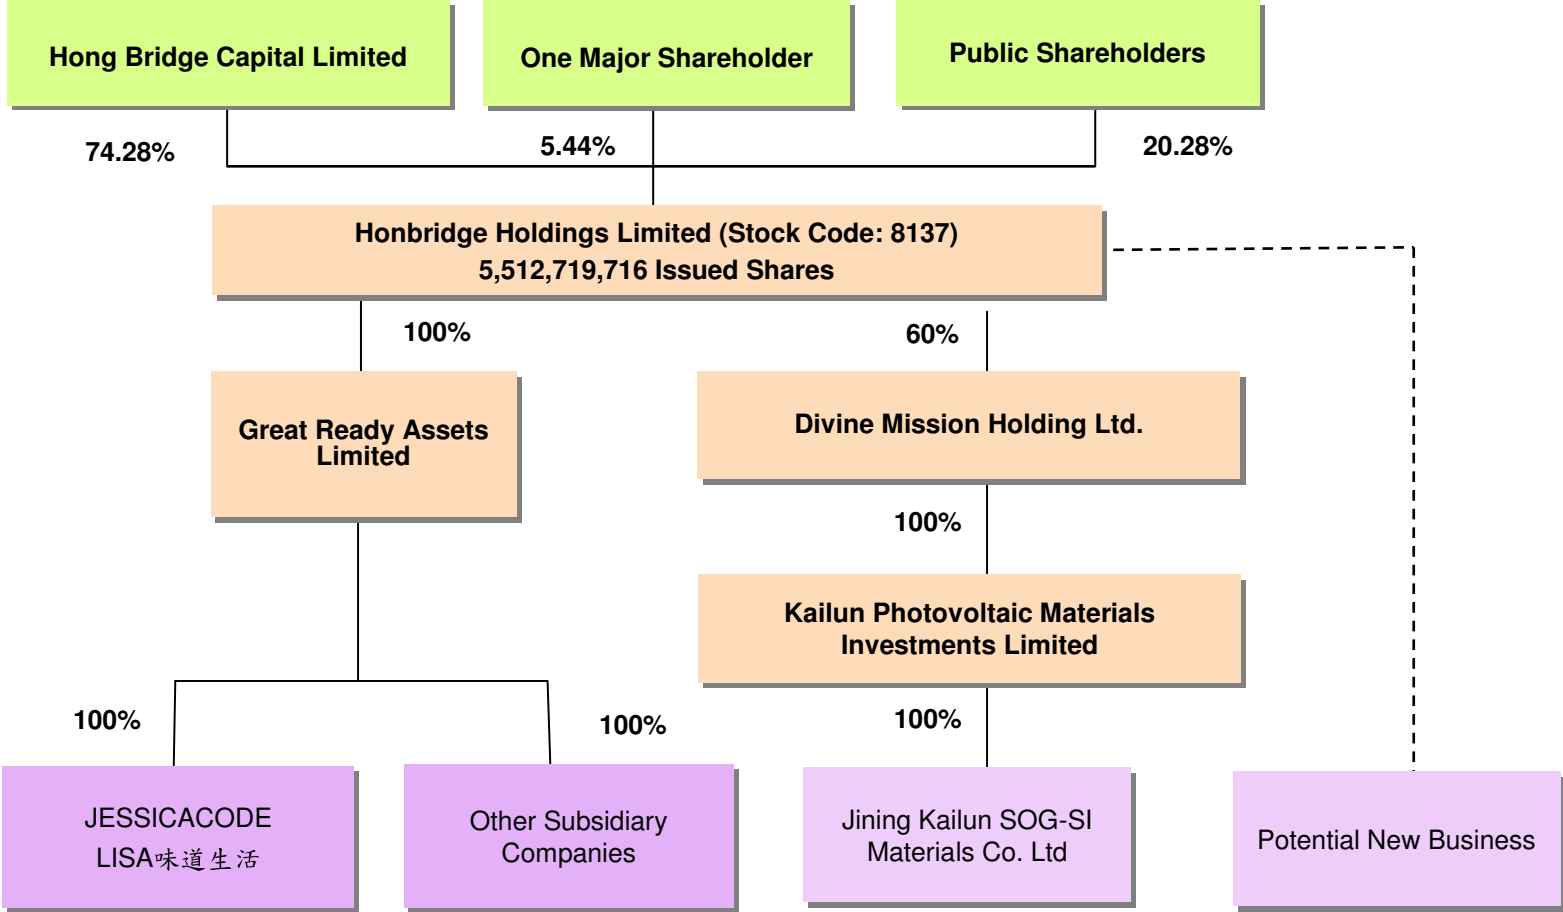 Hong Bridge Capital Limited
One Major Shareholder
Public Shareholders
74.28%
5.44%
20.28%
Honbridge Holdings Limited (Stock Code: 8137)
5,512,719,716 Issued Shares
100%
60%
Great Ready Assets
Limited
Divine Mission Holding Ltd.
100%
Kailun Photovoltaic Materials
Investments Limited
100%
100%
100%
JESSICACODE
LISA味道生活
Other Subsidiary
Companies
Jining Kailun SOG-SI
Materials Co. Ltd
Potential New Business